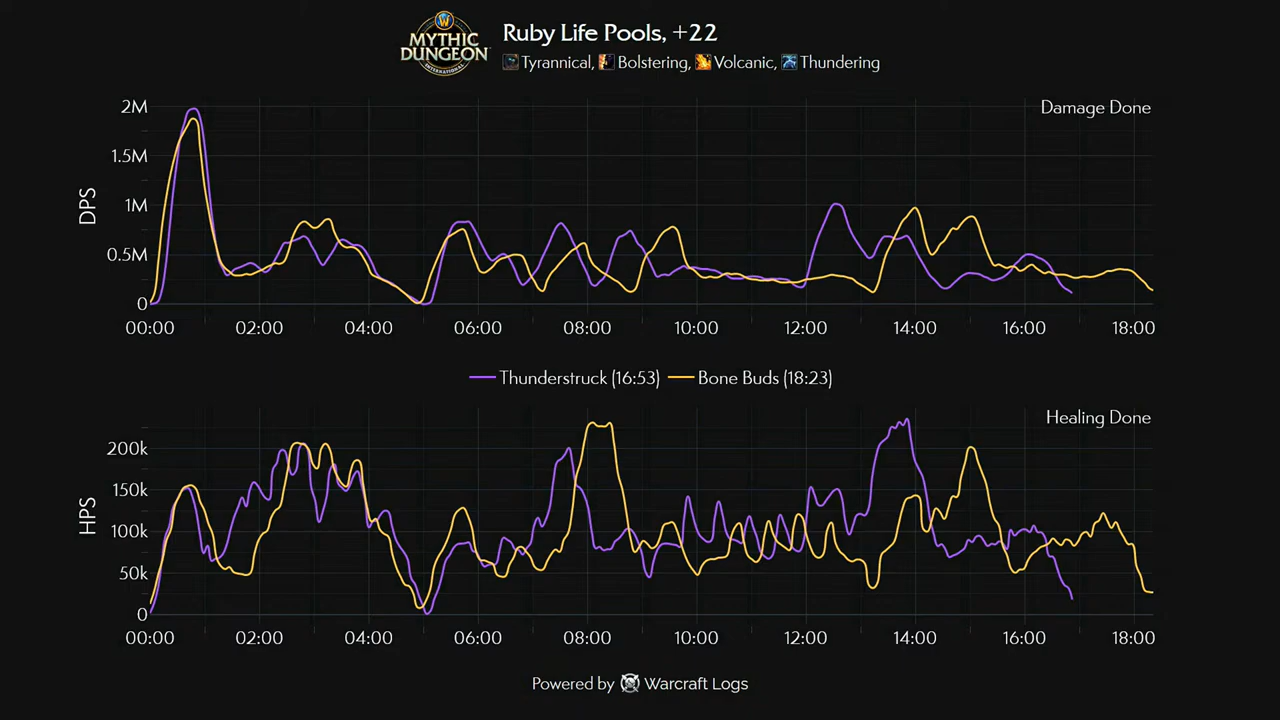 MYTHIC
DUNGEON
INTERNATIONAL
Ruby Life Pools, +22
Tyrannical, Bolstering, Volcanic, Thundering
Damage Done
DPS
2M
1.5M
1M
0.5M
0
00:00 02:00 04:00 06:00 08:00 10:00 12:00 14:00 16:00 18:00
Thunderstruck (16:53) Bone Buds (18:23)
Healing Done
HPS
200k
150k
100k
50k
0
00:00 02:00 04:00 06:00 08:00 10:00 12:00 14:00 16:00 18:00
Powered by Warcraft Logs